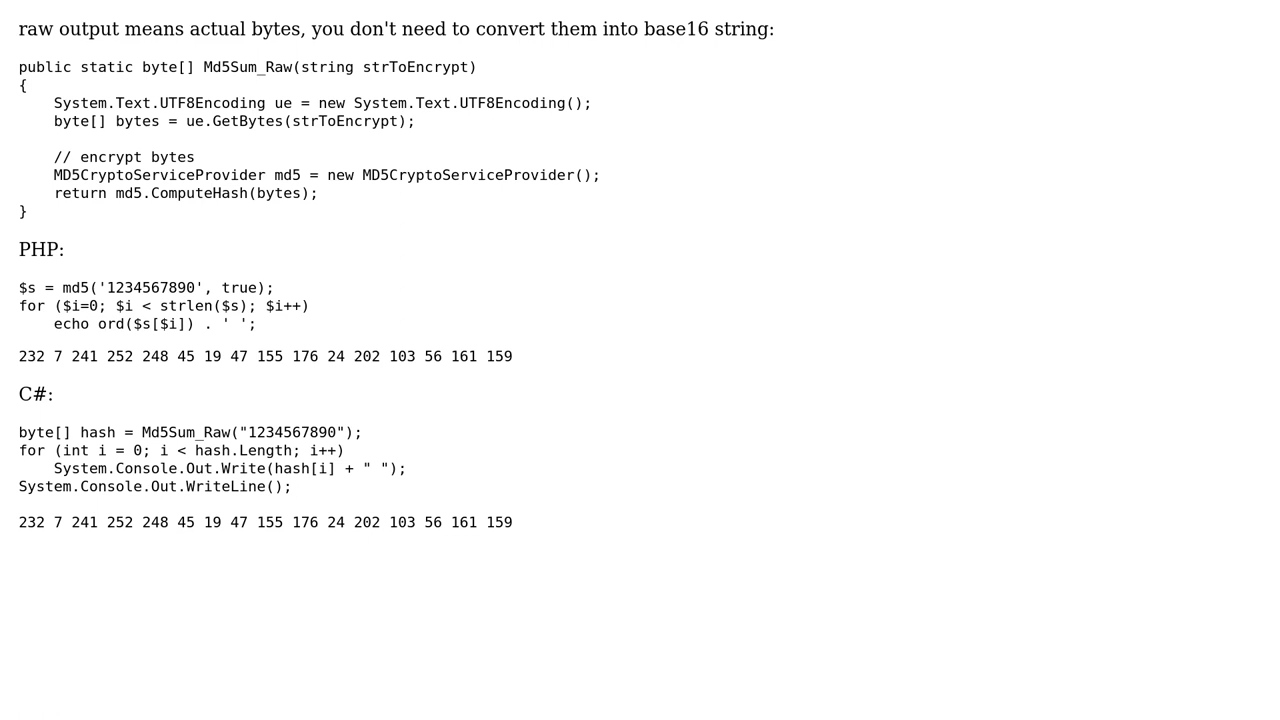 raw output means actual bytes, you don't need to convert them into base16 string:
public static byte[] Md5Sum_Raw(string strToEncrypt)
{
    System.Text.UTF8Encoding ue = new System.Text.UTF8Encoding();
    byte[] bytes = ue.GetBytes(strToEncrypt);

    // encrypt bytes
    MD5CryptoServiceProvider md5 = new MD5CryptoServiceProvider();
    return md5.ComputeHash(bytes);
}
PHP:
$s = md5('1234567890', true);
for ($i=0; $i < strlen($s); $i++)
    echo ord($s[$i]) . ' ';
232 7 241 252 248 45 19 47 155 176 24 202 103 56 161 159
C#:
byte[] hash = Md5Sum_Raw("1234567890");
for (int i = 0; i < hash.Length; i++)
    System.Console.Out.Write(hash[i] + " ");
System.Console.Out.WriteLine();

232 7 241 252 248 45 19 47 155 176 24 202 103 56 161 159